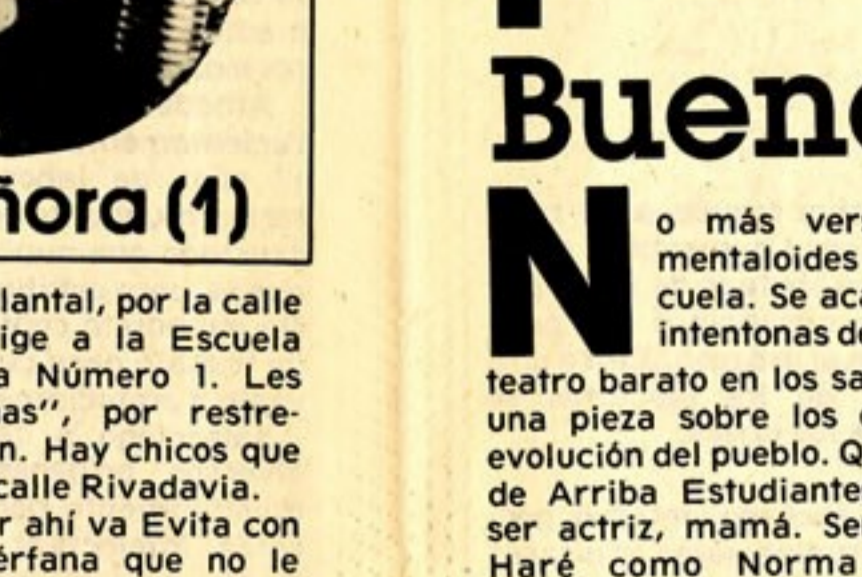 ñora (1)
lantal, por la calle
ige a la Escuela
a Número 1. Les
as", por restre-
n. Hay chicos que
calle Rivadavia.
r ahí va Evita con
érfana que no le
Buen
No más vers
mentaloides
cuela. Se aca
intentonas de
teatro barato en los sa
una pieza sobre los
evolución del pueblo. Q
de Arriba Estudiante
ser actriz, mamá. Se
Haré como Norma